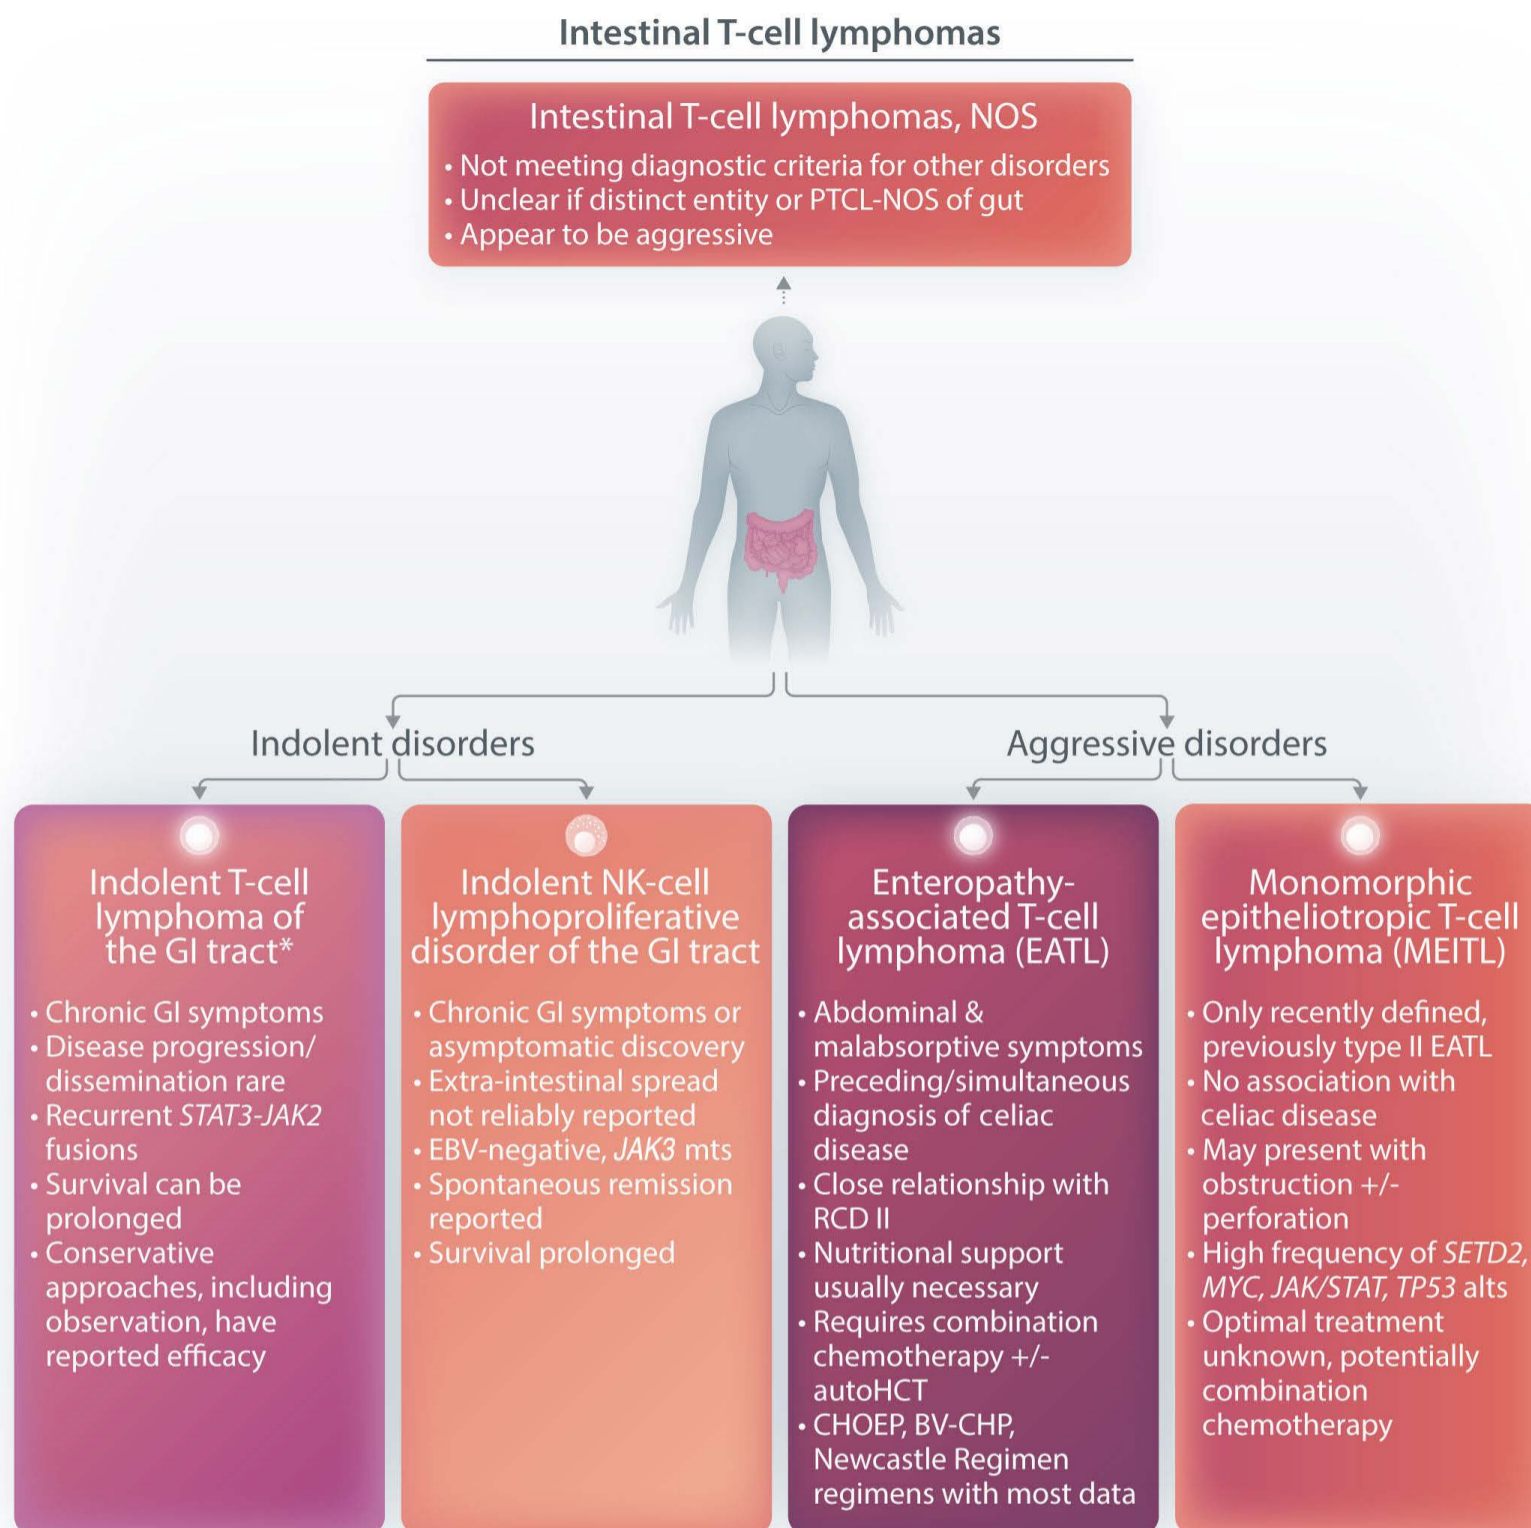 Intestinal T-cell lymphomas
Intestinal T-cell lymphomas, NOS
• Not meeting diagnostic criteria for other disorders
• Unclear if distinct entity or PTCL-NOS of gut
• Appear to be aggressive
Indolent disorders
Aggressive disorders
Indolent T-cell
lymphoma of
the GI tract*
• Chronic GI symptoms
• Disease progression/
dissemination rare
• Recurrent STAT3-JAK2
fusions
• Survival can be
prolonged
• Conservative
approaches, including
observation, have
reported efficacy
Indolent NK-cell
lymphoproliferative
disorder of the GI tract
• Chronic GI symptoms or
asymptomatic discovery
• Extra-intestinal spread
not reliably reported
• EBV-negative, JAK3 mts
• Spontaneous remission
reported
• Survival prolonged
Enteropathy-
associated T-cell
lymphoma (EATL)
• Abdominal &
malabsorptive symptoms
• Preceding/simultaneous
diagnosis of celiac
disease
• Close relationship with
RCD II
• Nutritional support
usually necessary
• Requires combination
chemotherapy +/-
autoHCT
• CHOEP, BV-CHP,
Newcastle Regimen
regimens with most data
Monomorphic
epitheliotropic T-cell
lymphoma (MEITL)
• Only recently defined,
previously type II EATL
• No association with
celiac disease
• May present with
obstruction +/-
perforation
• High frequency of SETD2,
MYC, JAK/STAT, TP53 alts
• Optimal treatment
unknown, potentially
combination
chemotherapy